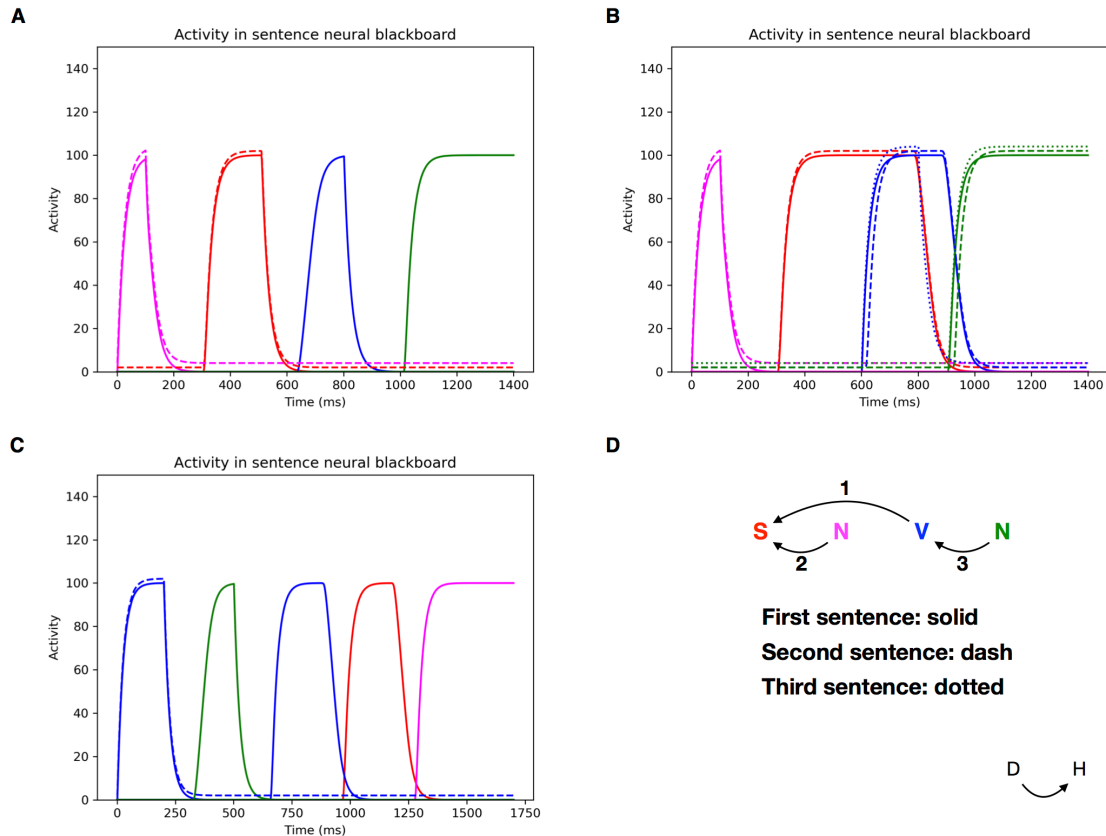 A
Activity in sentence neural blackboard
Activity
140
120
100
80
60
40
20
0
0 200 400 600 800 1000 1200 1400
Time (ms)
B
Activity in sentence neural blackboard
Activity
140
120
100
80
60
40
20
0
0 200 400 600 800 1000 1200 1400
Time (ms)
C
Activity in sentence neural blackboard
Activity
140
120
100
80
60
40
20
0
0 250 500 750 1000 1250 1500 1750
Time (ms)
D
1
S N V N
2 3
First sentence: solid
Second sentence: dash
Third sentence: dotted
D H